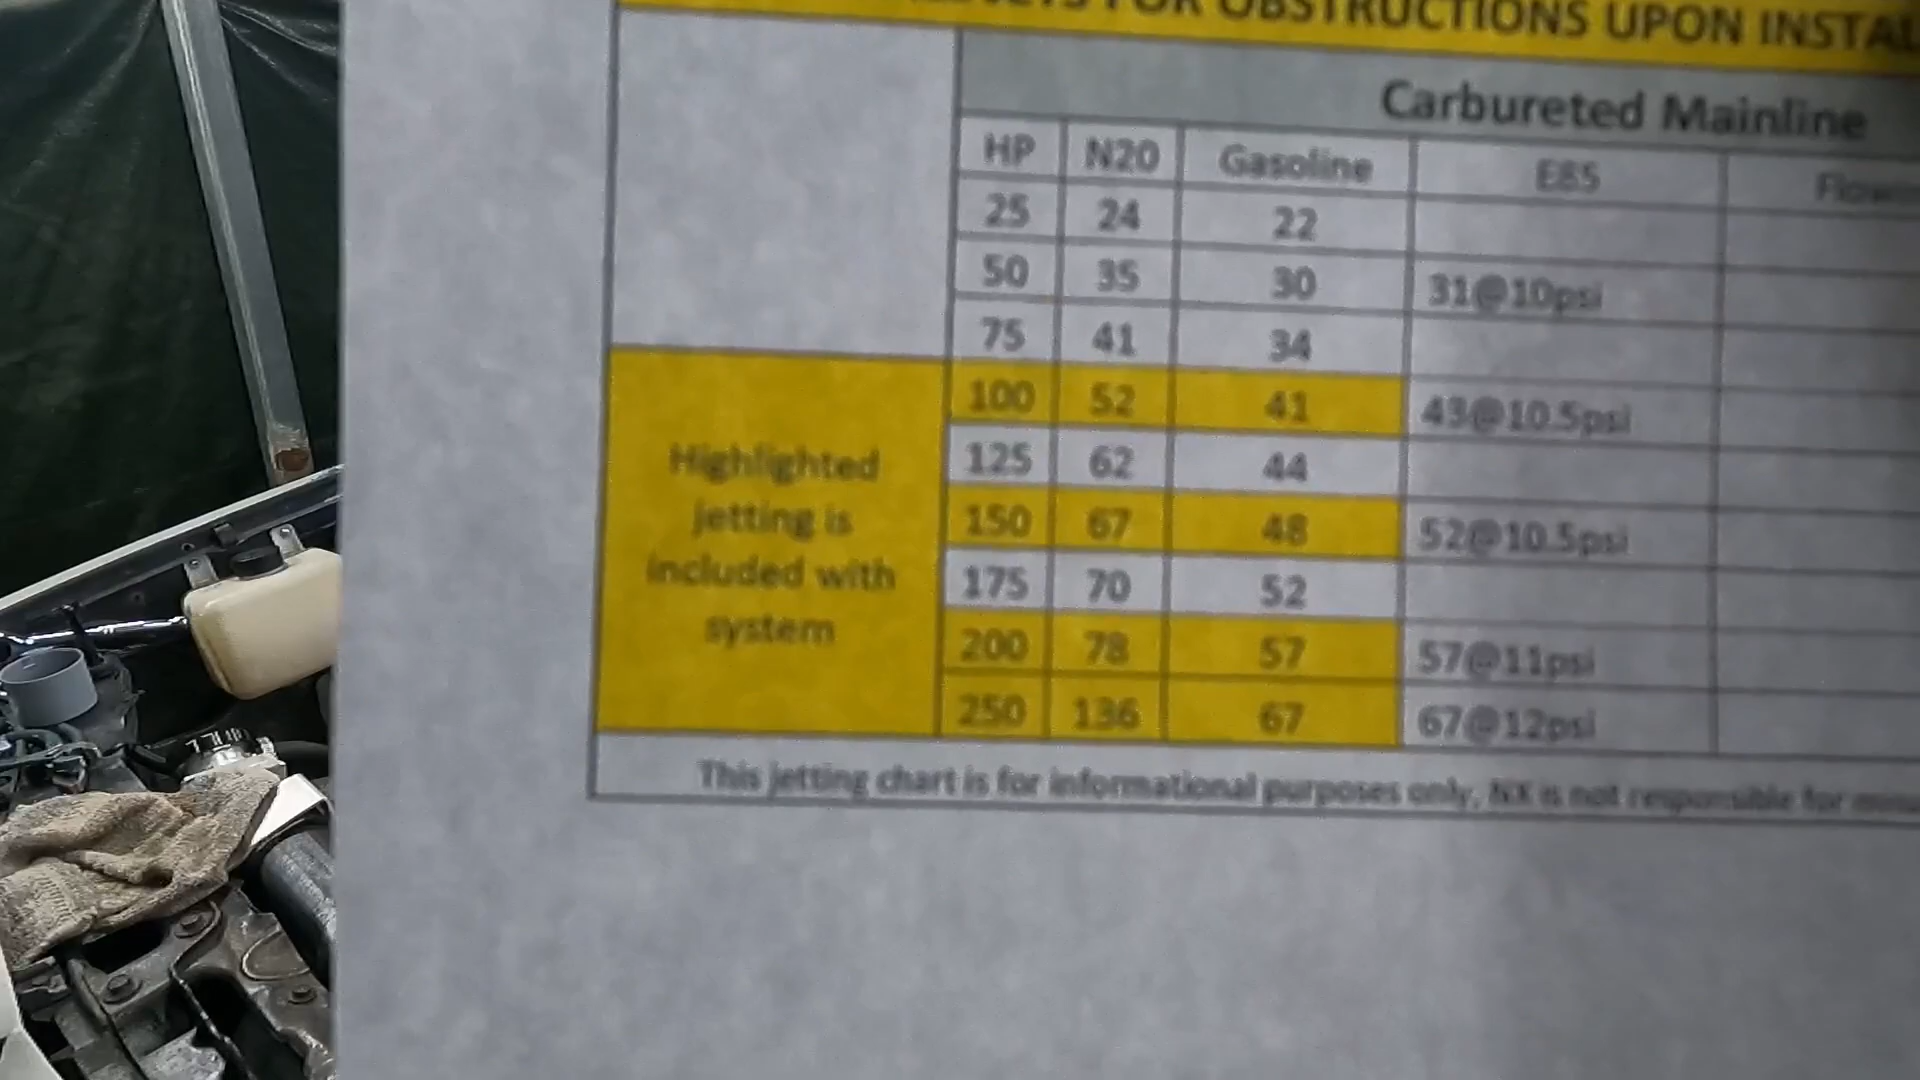 FOR OBSTRUCTIONS UPON
Carbureted Mainline
HP N20 Gasoline E85
25 24 22
50 35 30 31@10psi
75 41 34
100 52 41 43@10.5psi
125 62 44
150 67 48 52@10.5psi
175 70 52
200 78 57 57@11psi
250 136 67 67@12psi
Highlighted
jetting is
included with
system
This jetting chart is for informational purposes only, NX is not responsible for